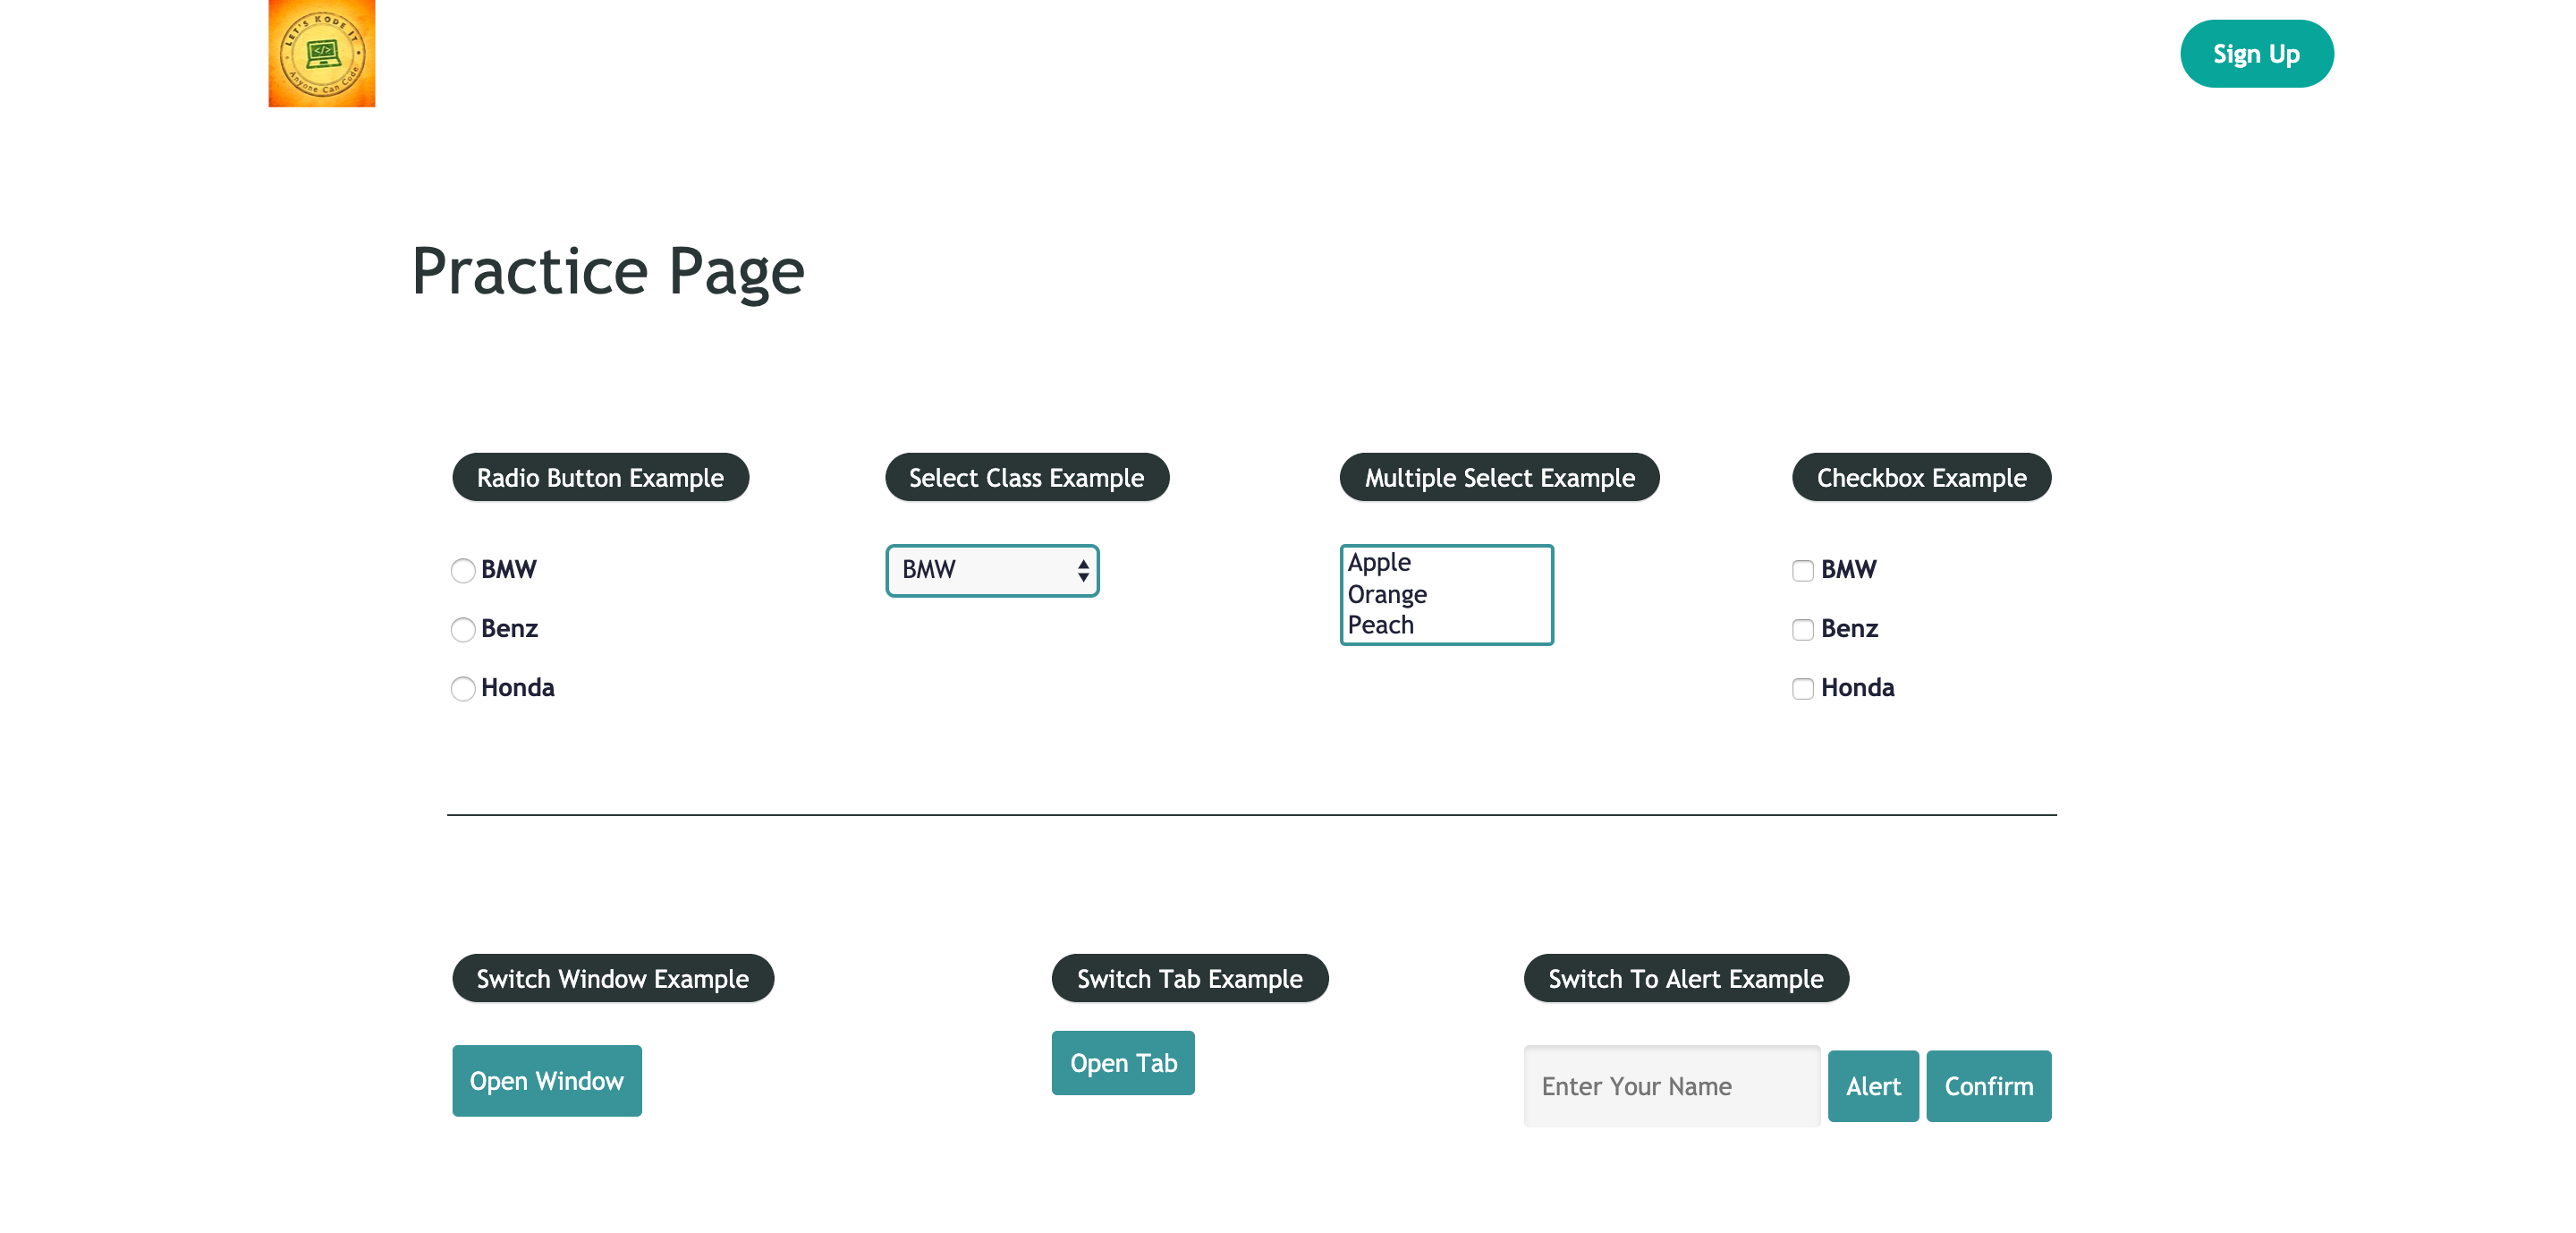 LET'S KODE IT
</>
Anyone Can Code
Sign Up
Practice Page
Radio Button Example
Select Class Example
Multiple Select Example
Checkbox Example
BMW
Benz
Honda
BMW
Apple
Orange
Peach
BMW
Benz
Honda
Switch Window Example
Switch Tab Example
Switch To Alert Example
Open Window
Open Tab
Enter Your Name
Alert
Confirm